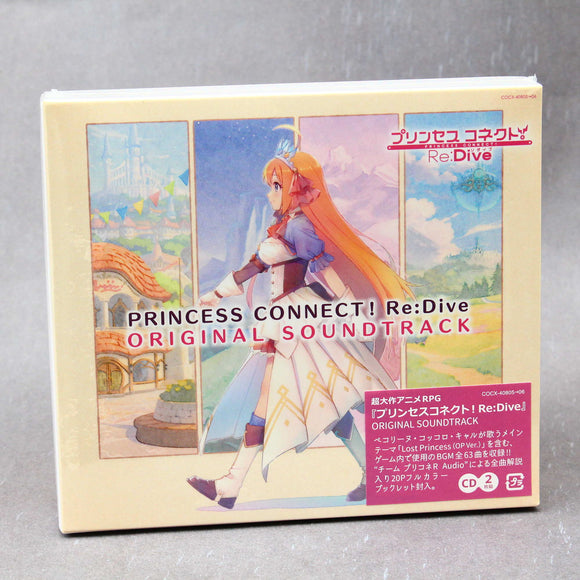 COCX-40805→06
プリンセスコネクト!
PRINCESS CONNECT!
Re:Dive
リダイブ
PRINCESS CONNECT! Re:Dive
ORIGINAL SOUNDTRACK
COCX-40805→06
超大作アニメRPG
『プリンセスコネクト! Re:Dive』
ORIGINAL SOUNDTRACK
ペコリーヌ・コッコロ・キャルが歌うメイン
テーマ「Lost Princess (OP Ver.)」を含む、
ゲーム内で使用のBGM全63曲を収録!!
"チーム プリコネR Audio"による全曲解説
入り20Pフルカラー
ブックレット封入。
CD 2枚組